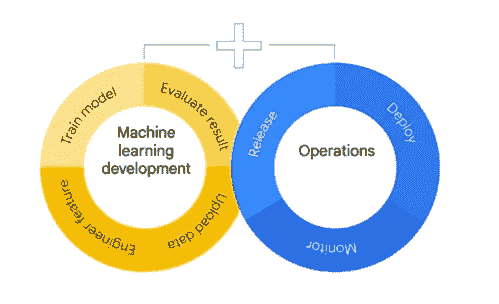 Train model
Evaluate result
Machine
learning
development
Engineer feature
Upload data
Release
Operations
Deploy
Monitor